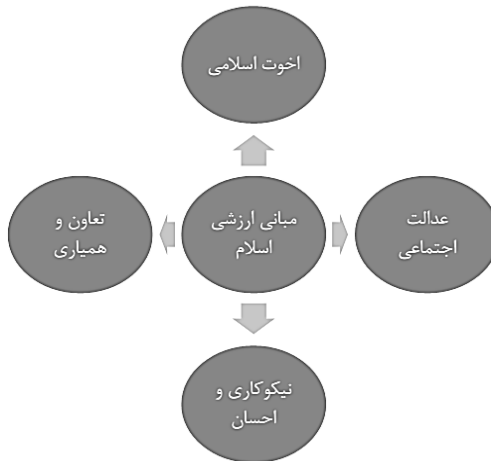 اخوت اسلامی
عدالت
اجتماعی
مبانی ارزشی
اسلام
تعاون و
همیاری
نیکوکاری و
احسان